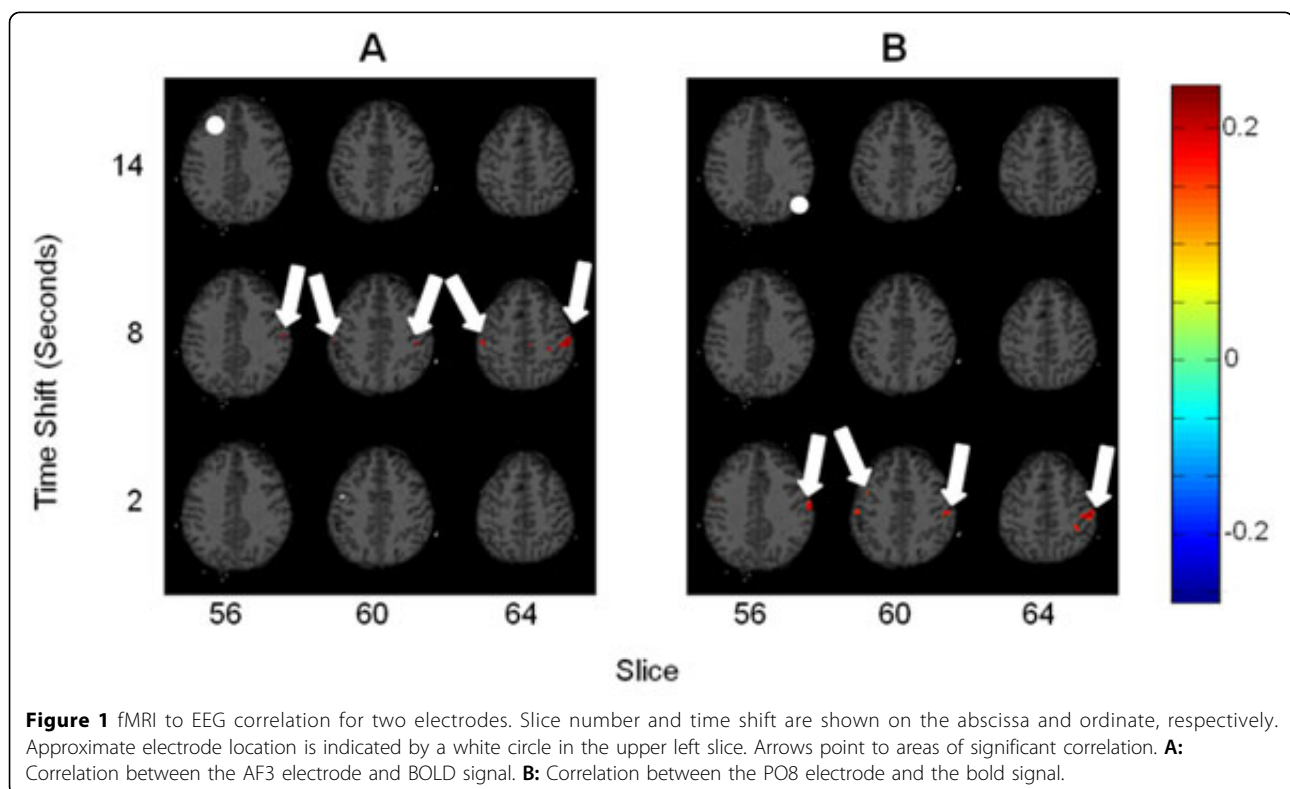 A
B
14
0.2
8
0
Time Shift (Seconds)
2
-0.2
56
60
64
56
60
64
Slice
Figure 1 fMRI to EEG correlation for two electrodes. Slice number and time shift are shown on the abscissa and ordinate, respectively.
Approximate electrode location is indicated by a white circle in the upper left slice. Arrows point to areas of significant correlation. A:
Correlation between the AF3 electrode and BOLD signal. B: Correlation between the PO8 electrode and the bold signal.